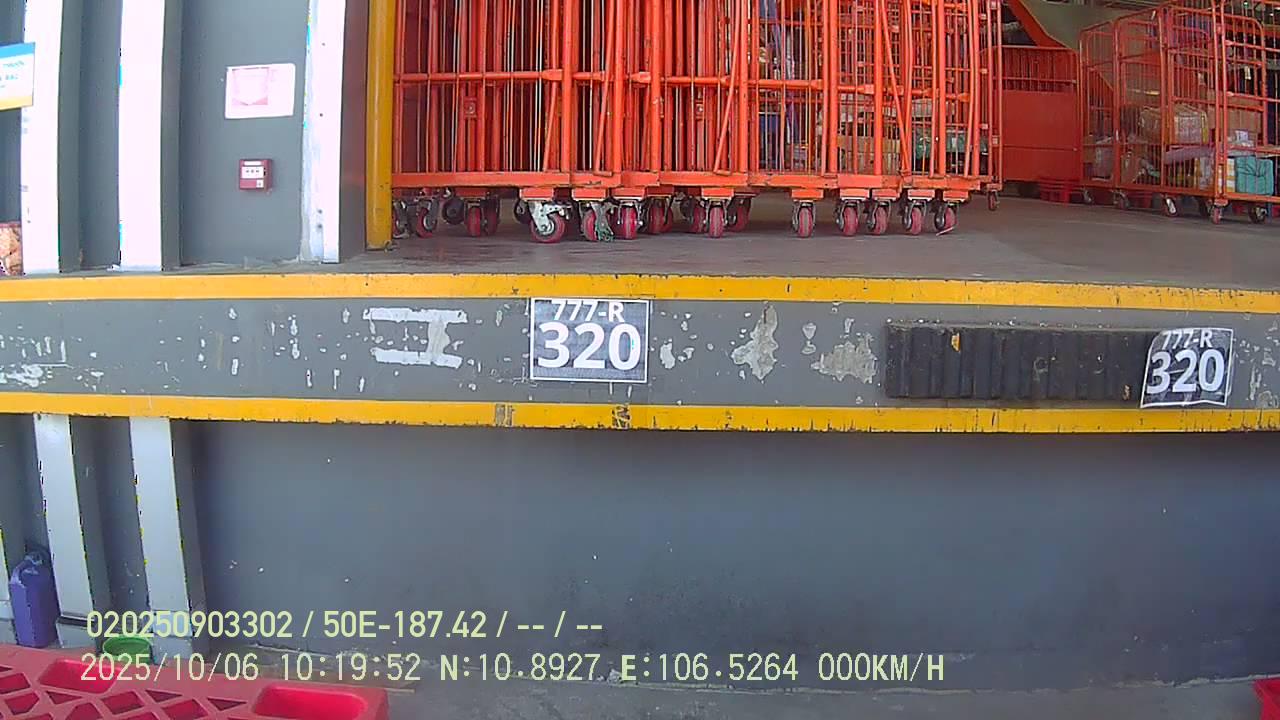 777-R
320
777-R
320
020250903302 / 50E-187.42 / -- / --
2025/10/06 10:19:52 N:10.8927 E:106.5264 000KM/H